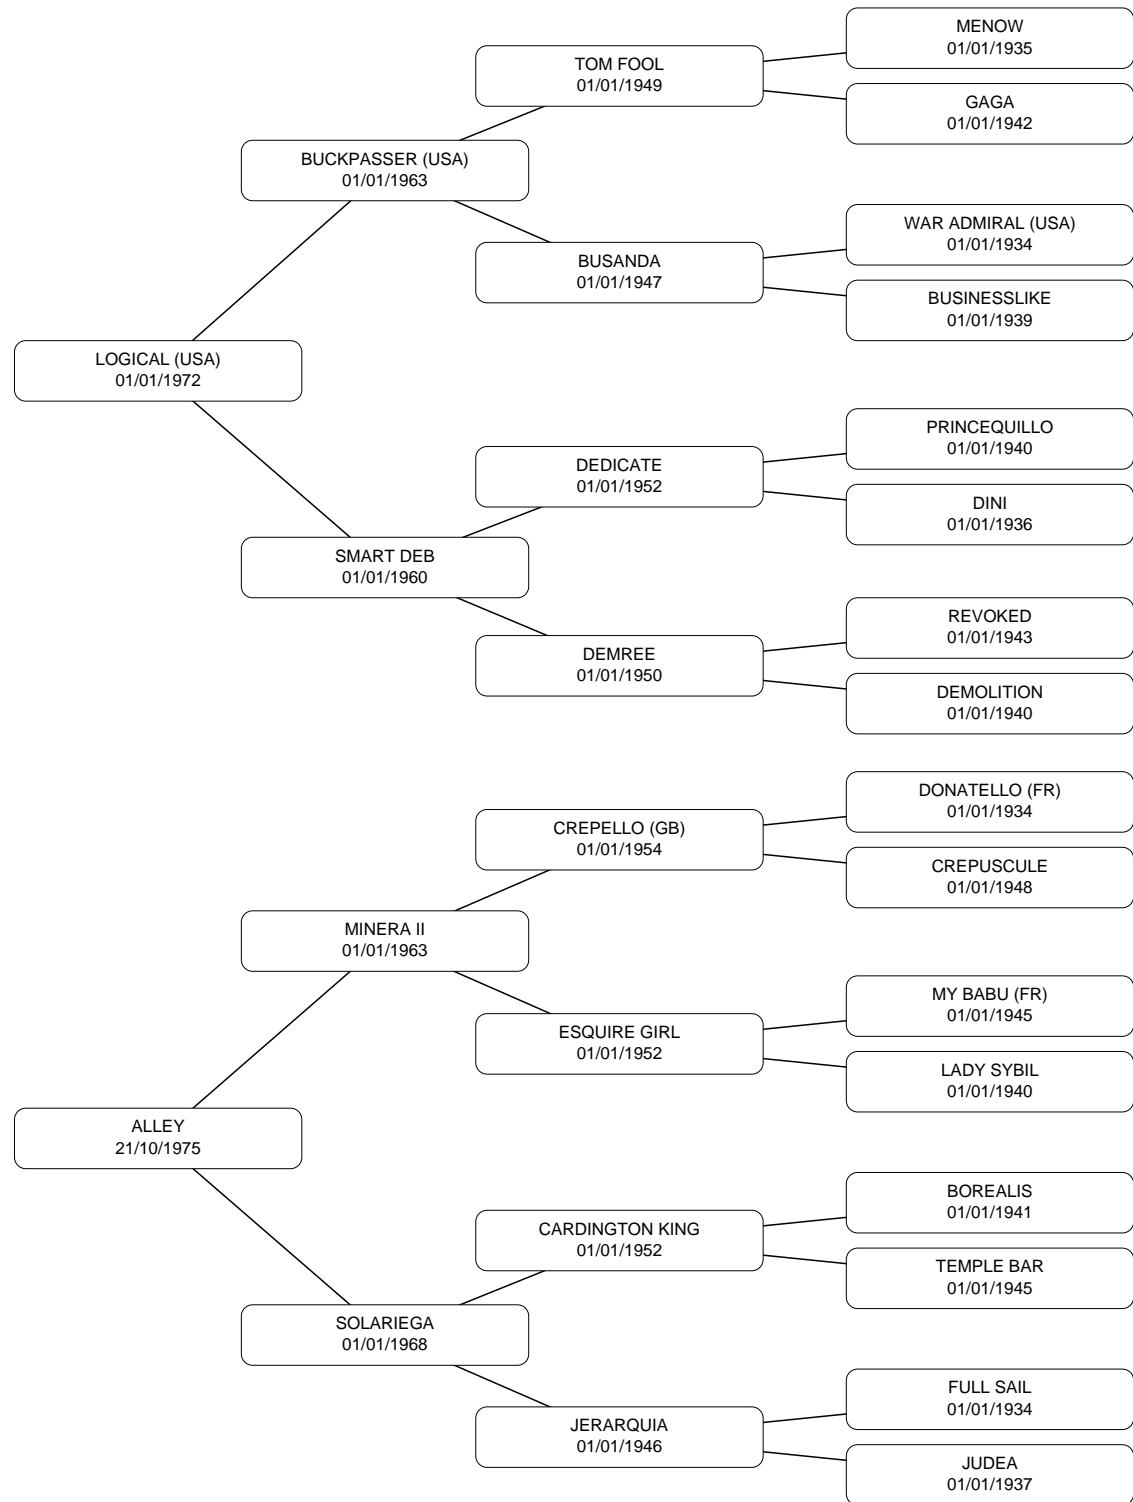 MENOW
01/01/1935
TOM FOOL
01/01/1949
GAGA
01/01/1942
BUCKPASSER (USA)
01/01/1963
WAR ADMIRAL (USA)
01/01/1934
BUSANDA
01/01/1947
BUSINESSLIKE
01/01/1939
LOGICAL (USA)
01/01/1972
PRINCEQUILLO
01/01/1940
DEDICATE
01/01/1952
DINI
01/01/1936
SMART DEB
01/01/1960
REVOKED
01/01/1943
DEMREE
01/01/1950
DEMOLITION
01/01/1940
DONATELLO (FR)
01/01/1934
CREPELLO (GB)
01/01/1954
CREPUSCULE
01/01/1948
MINERA II
01/01/1963
MY BABU (FR)
01/01/1945
ESQUIRE GIRL
01/01/1952
LADY SYBIL
01/01/1940
ALLEY
21/10/1975
BOREALIS
01/01/1941
CARDINGTON KING
01/01/1952
TEMPLE BAR
01/01/1945
SOLARIEGA
01/01/1968
FULL SAIL
01/01/1934
JERARQUIA
01/01/1946
JUDEA
01/01/1937